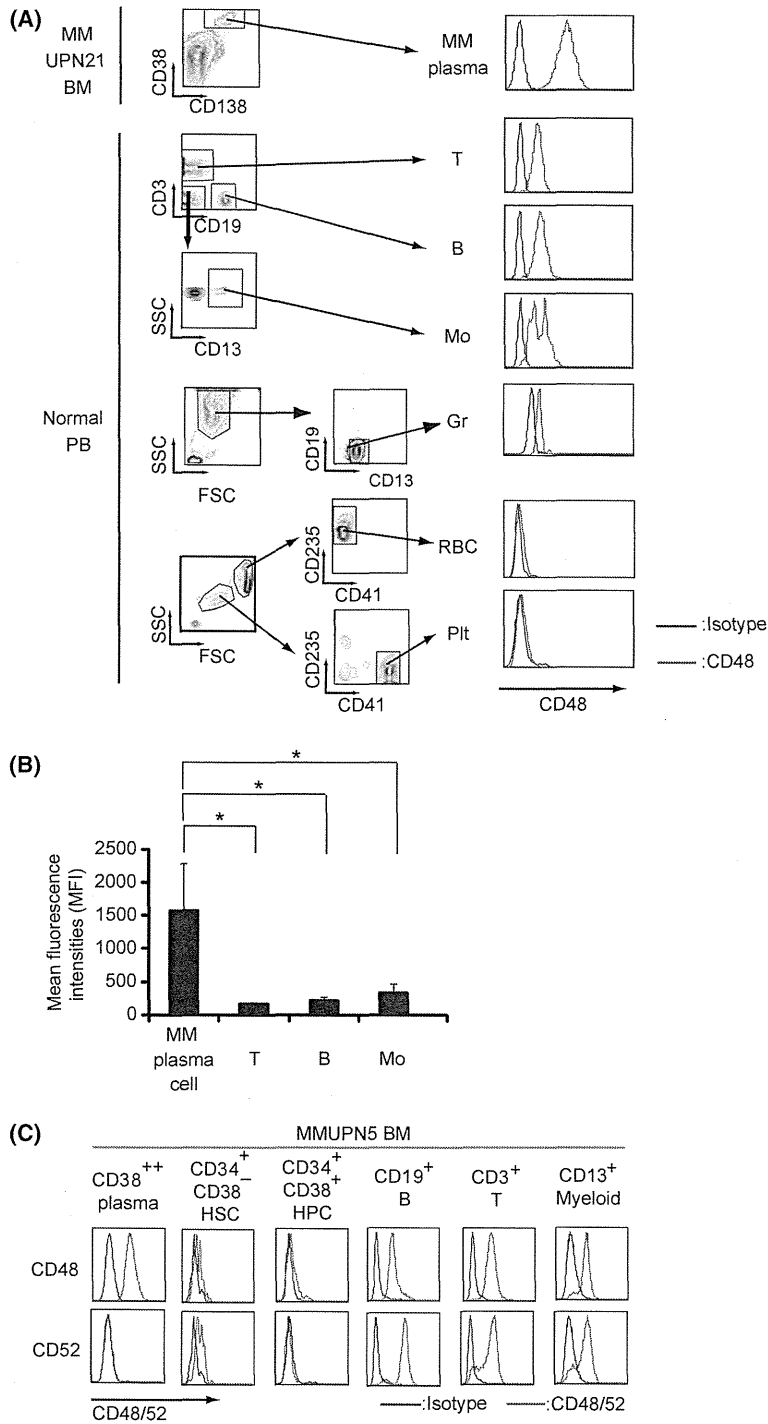 (A)
MM
UPN21
BM
CD38
CD138
MM
plasma
CD3
CD19
T
B
SSC
CD13
Mo
Normal
PB
SSC
FSC
CD19
CD13
Gr
SSC
FSC
CD235
CD41
RBC
CD235
CD41
Plt
:Isotype
:CD48
CD48
(B)
*
*
*
Mean fluorescence
intensities (MFI)
2500
2000
1500
1000
500
0
MM
plasma
cell
T
B
Mo
(C)
MMUPN5 BM
CD38++
plasma
CD34+
CD38−
HSC
CD34+
CD38+
HPC
CD19+
B
CD3+
T
CD13+
Myeloid
CD48
CD52
CD48/52
:Isotype
:CD48/52